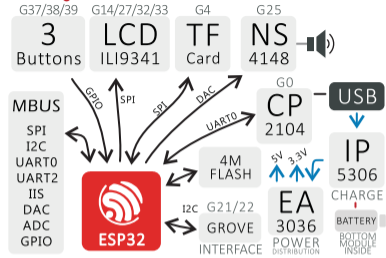 G37/38/39
G14/27/32/33
G4
G25
3
Buttons
LCD
ILI9341
TF
Card
NS
4148
GPIO
SPI
SPI
DAC
UART0
G0
CP
2104
USB
MBUS
SPI
I2C
UART0
UART2
IIS
DAC
ADC
GPIO
ESP32
4M
FLASH
5V
3.3V
IP
5306
CHARGE
I2C
G21/22
GROVE
INTERFACE
EA
3036
POWER
DISTRIBUTION
BATTERY
BOTTOM
MODULE
INSIDE